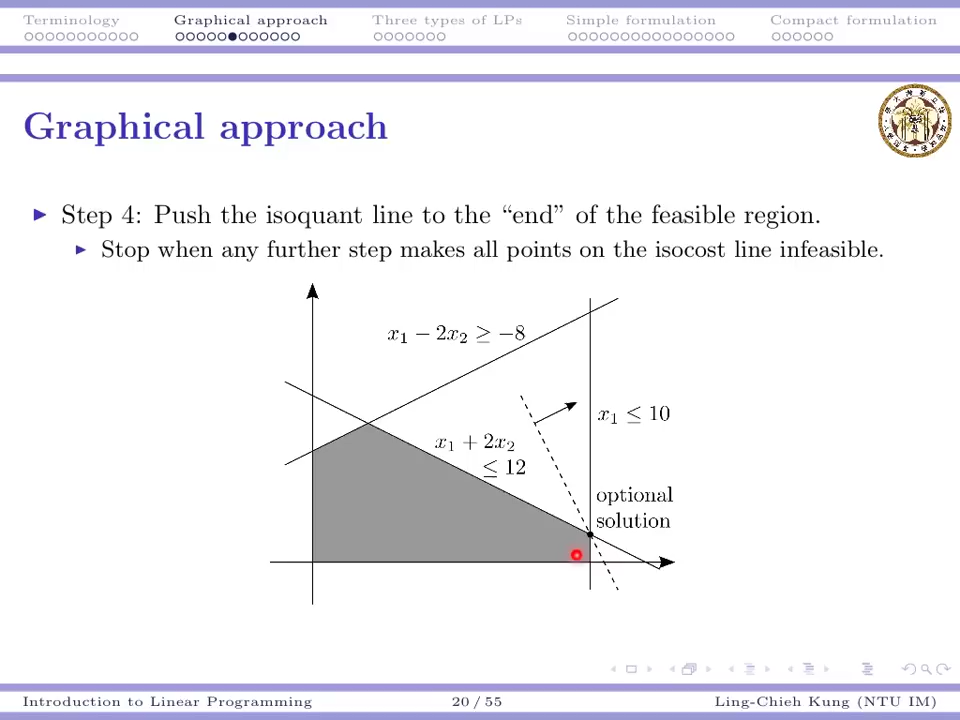 Terminology Graphical approach Three types of LPs Simple formulation Compact formulation
Graphical approach
Step 4: Push the isoquant line to the “end” of the feasible region.
Stop when any further step makes all points on the isocost line infeasible.
x₁ − 2x₂ ≥ −8
x₁ ≤ 10
x₁ + 2x₂
≤ 12
optional
solution
Introduction to Linear Programming 20 / 55 Ling-Chieh Kung (NTU IM)